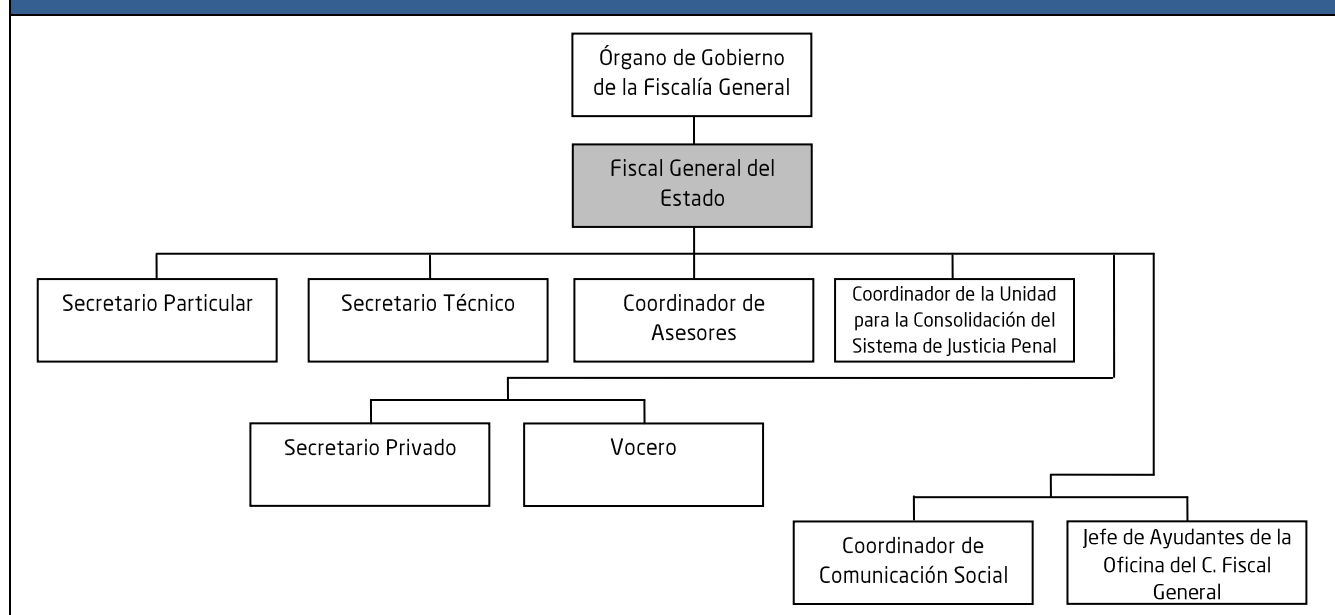 Órgano de Gobierno
de la Fiscalía General
Fiscal General del
Estado
Secretario Particular
Secretario Técnico
Coordinador de
Asesores
Coordinador de la Unidad
para la Consolidación del
Sistema de Justicia Penal
Secretario Privado
Vocero
Coordinador de
Comunicación Social
Jefe de Ayudantes de la
Oficina del C. Fiscal
General